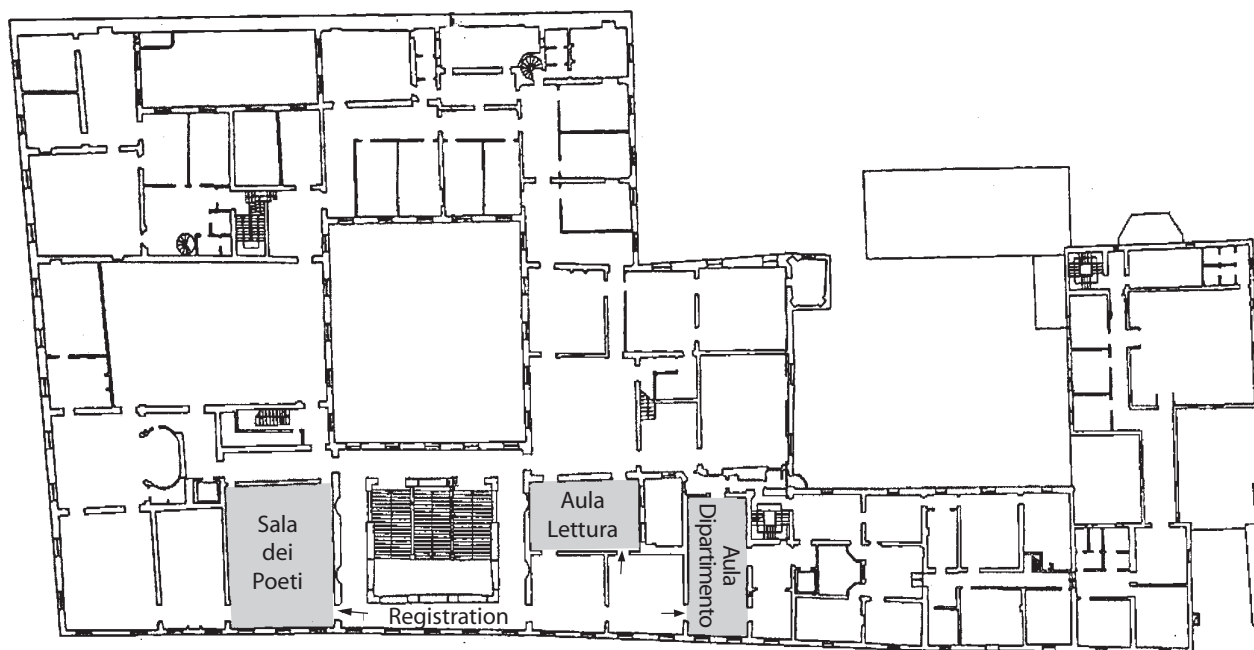 Sala
dei
Poeti
Registration
Aula
Lettura
Aula
Dipartimento